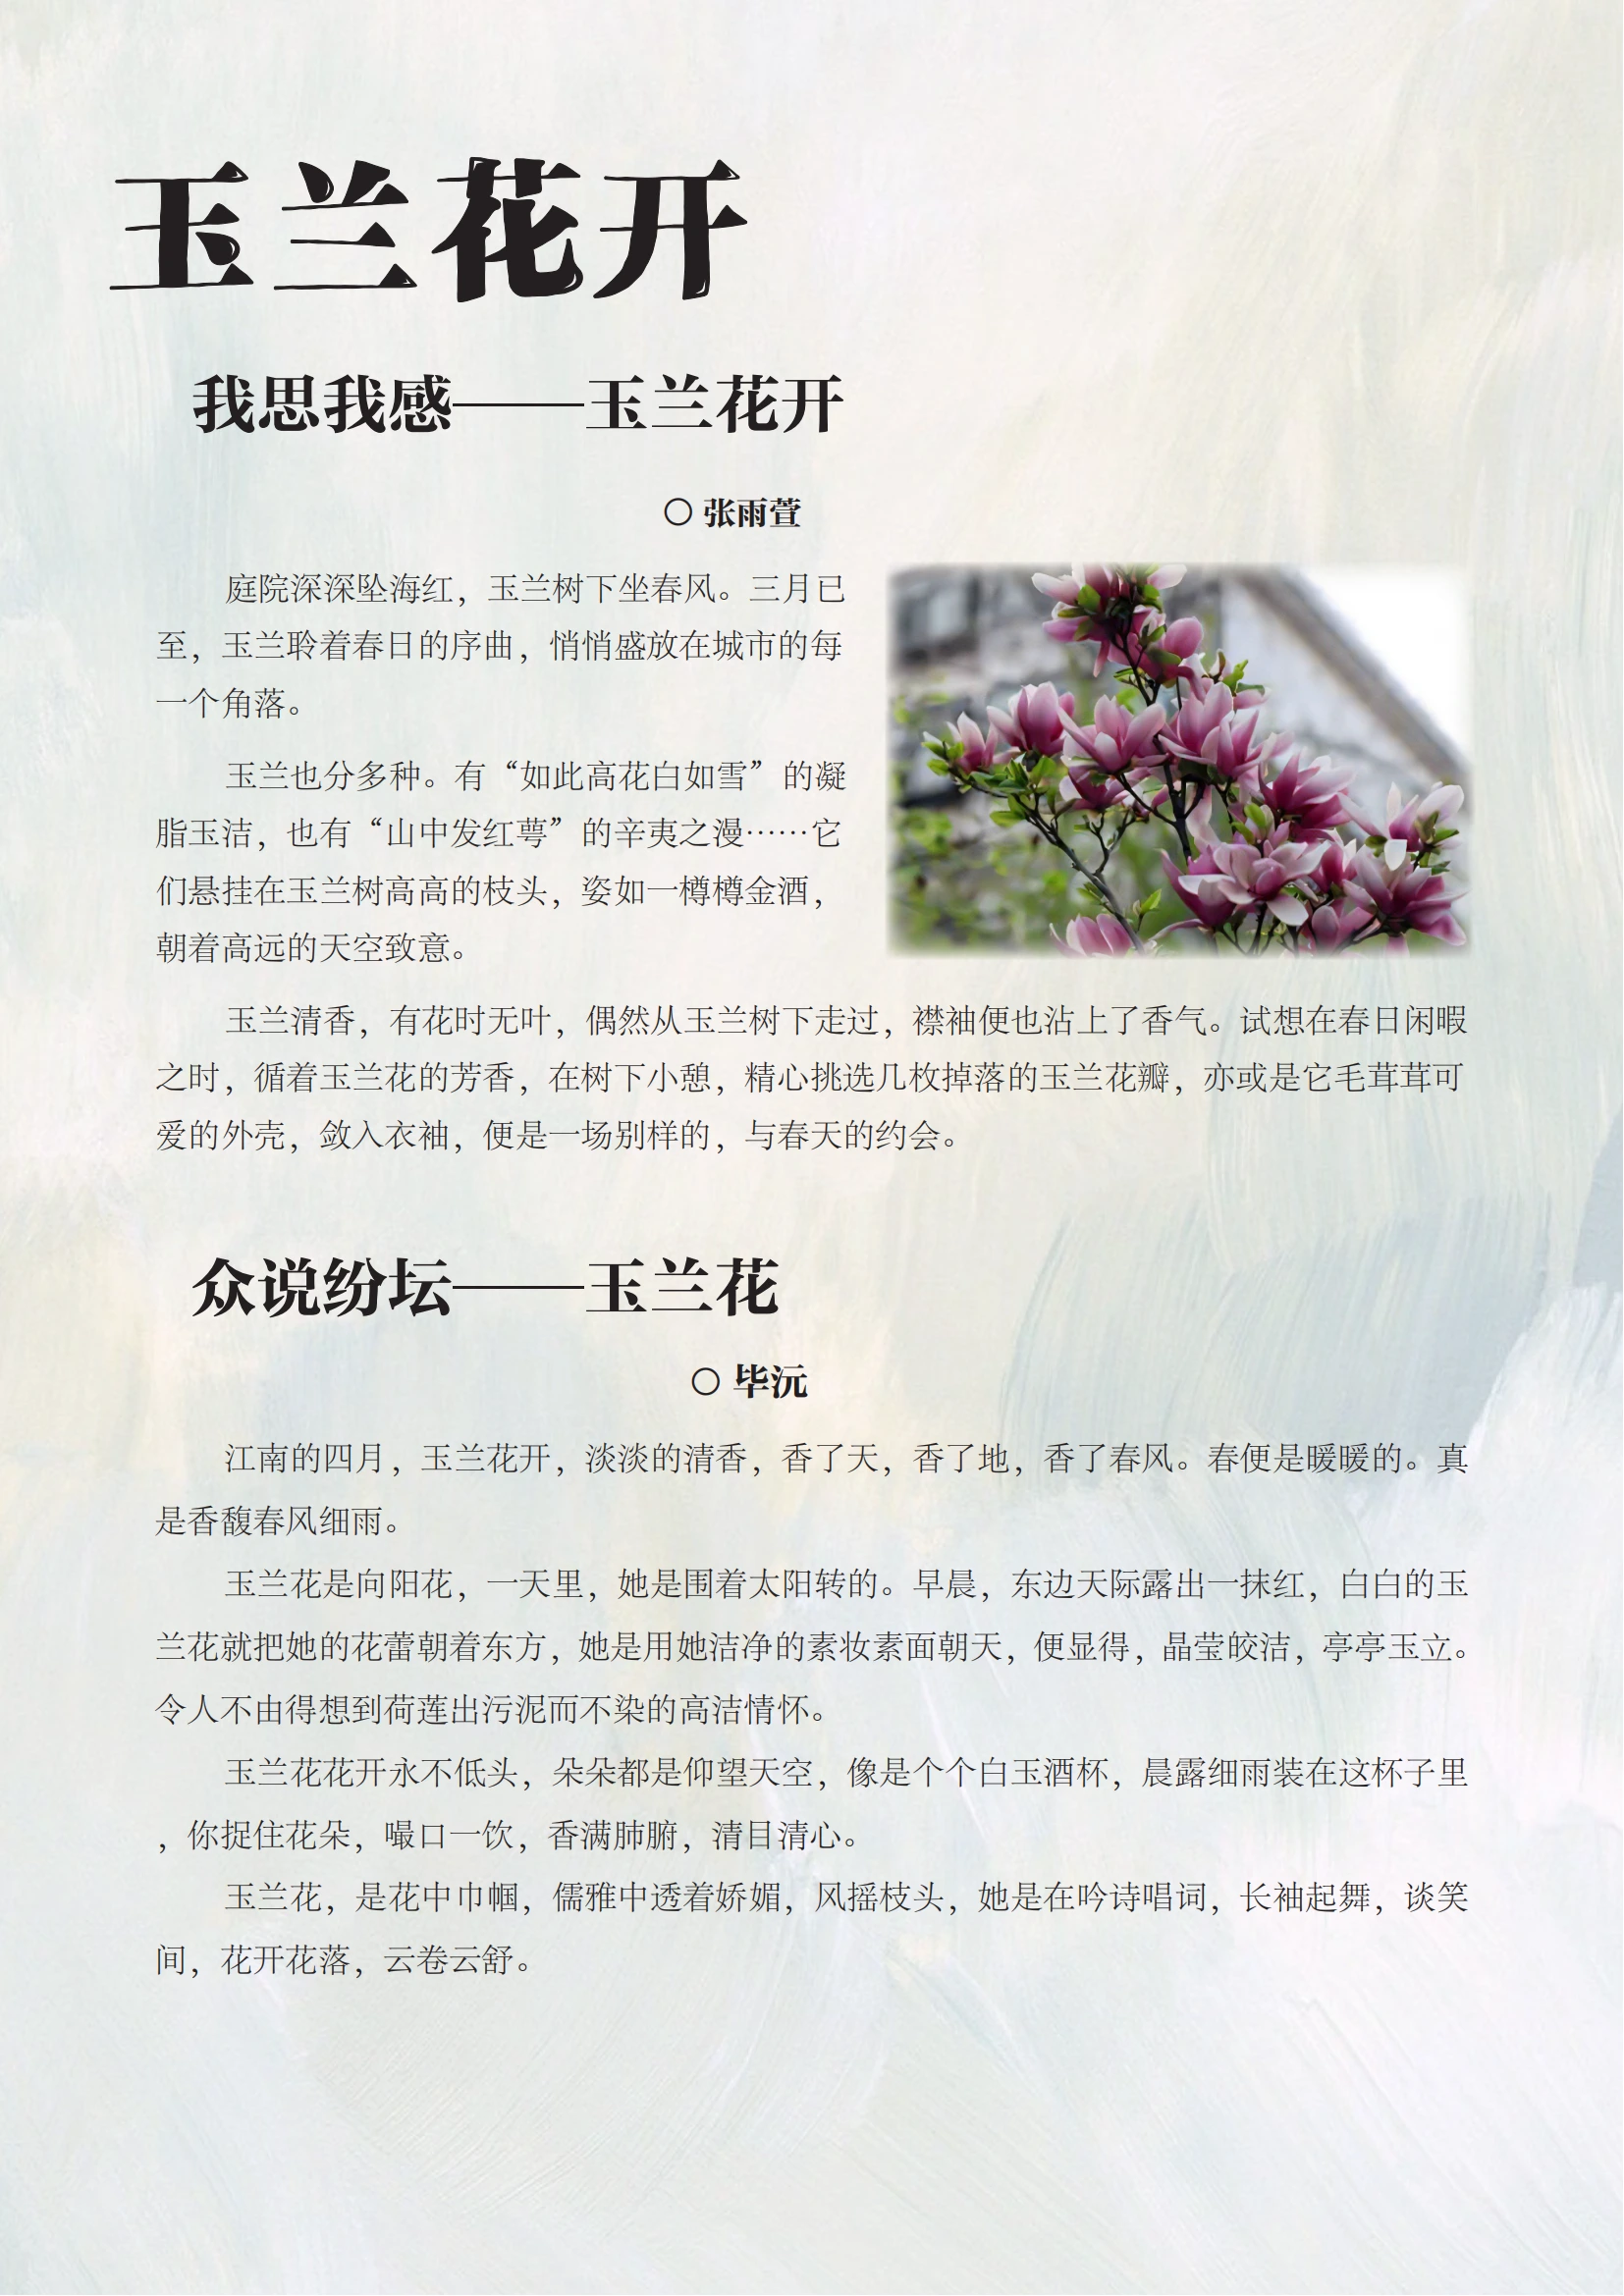 玉兰花开
我思我感——玉兰花开
〇 张雨萱
庭院深深坠海红，玉兰树下坐春风。三月已
至，玉兰聆着春日的序曲，悄悄盛放在城市的每
一个角落。
玉兰也分多种。有“如此高花白如雪”的凝
脂玉洁，也有“山中发红萼”的辛夷之漫……它
们悬挂在玉兰树高高的枝头，姿如一樽樽金酒，
朝着高远的天空致意。
玉兰清香，有花时无叶，偶然从玉兰树下走过，襟袖便也沾上了香气。试想在春日闲暇
之时，循着玉兰花的芳香，在树下小憩，精心挑选几枚掉落的玉兰花瓣，亦或是它毛茸茸可
爱的外壳，敛入衣袖，便是一场别样的，与春天的约会。
众说纷坛——玉兰花
〇 毕沅
江南的四月，玉兰花开，淡淡的清香，香了天，香了地，香了春风。春便是暖暖的。真
是香馥春风细雨。
玉兰花是向阳花，一天里，她是围着太阳转的。早晨，东边天际露出一抹红，白白的玉
兰花就把她的花蕾朝着东方，她是用她洁净的素妆素面朝天，便显得，晶莹皎洁，亭亭玉立。
令人不由得想到荷莲出污泥而不染的高洁情怀。
玉兰花花开永不低头，朵朵都是仰望天空，像是个个白玉酒杯，晨露细雨装在这杯子里
，你捉住花朵，嘬口一饮，香满肺腑，清目清心。
玉兰花，是花中巾帼，儒雅中透着娇媚，风摇枝头，她是在吟诗唱词，长袖起舞，谈笑
间，花开花落，云卷云舒。